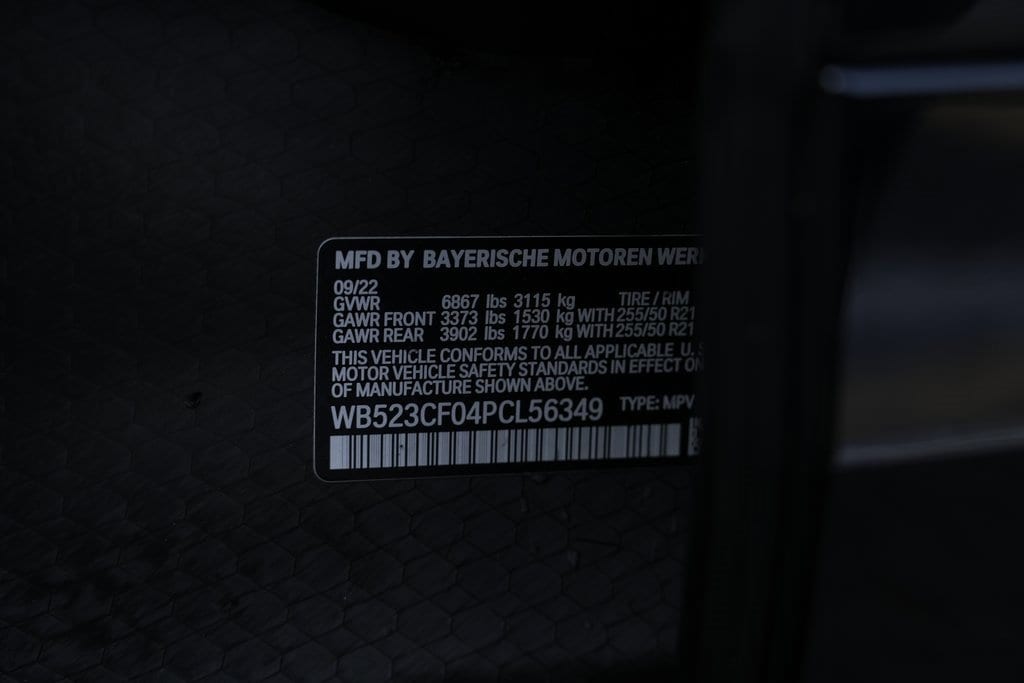 MFD BY BAYERISCHE MOTOREN WER
09/22
GVWR 6867 lbs 3115 kg TIRE / RIM
GAWR FRONT 3373 lbs 1530 kg WITH 255/50 R21
GAWR REAR 3902 lbs 1770 kg WITH 255/50 R21
THIS VEHICLE CONFORMS TO ALL APPLICABLE U.S
MOTOR VEHICLE SAFETY STANDARDS IN EFFECT ON
OF MANUFACTURE SHOWN ABOVE.
WB523CF04PCL56349 TYPE: MPV